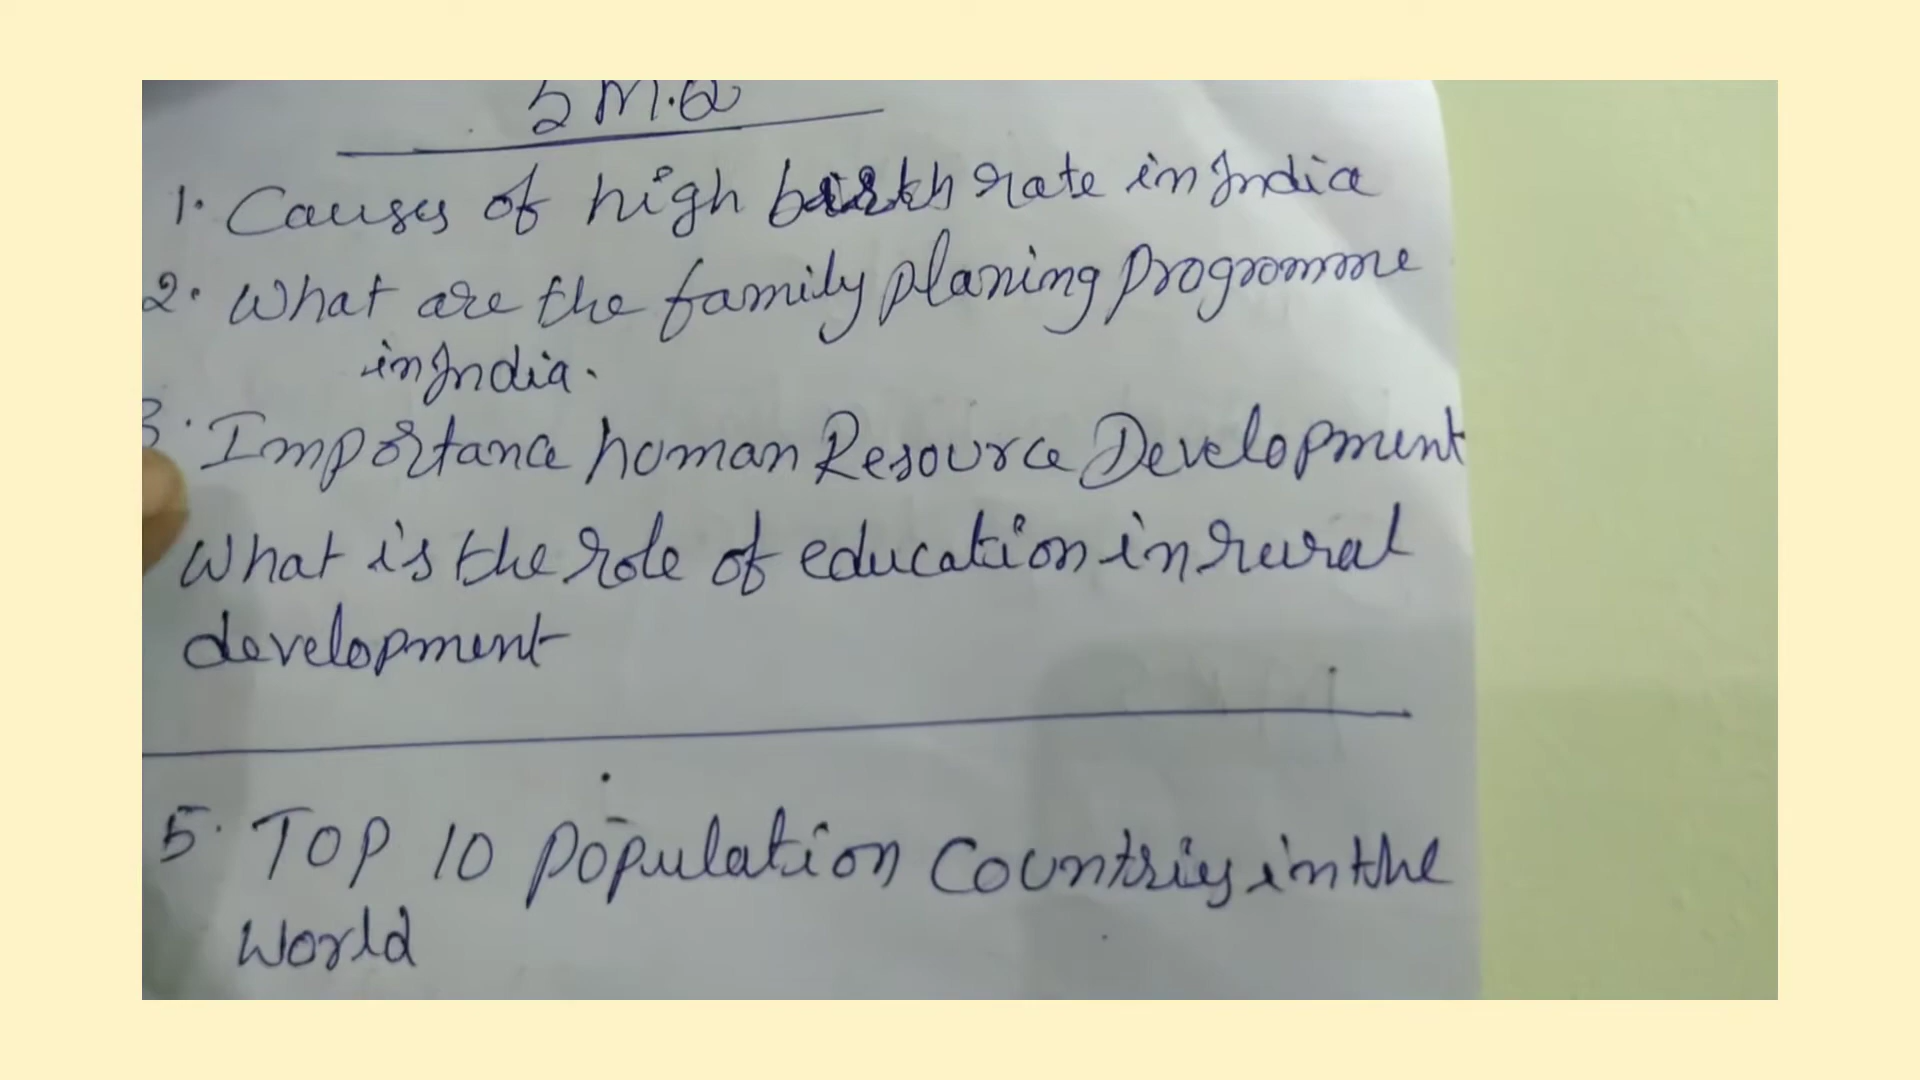 5 M.Q
1. Causes of high birth rate in India
2. What are the family planing programme
in India.
3. Importance human Resource Development
What is the role of education in rural
development
5. TOP 10 population Countries in the
World